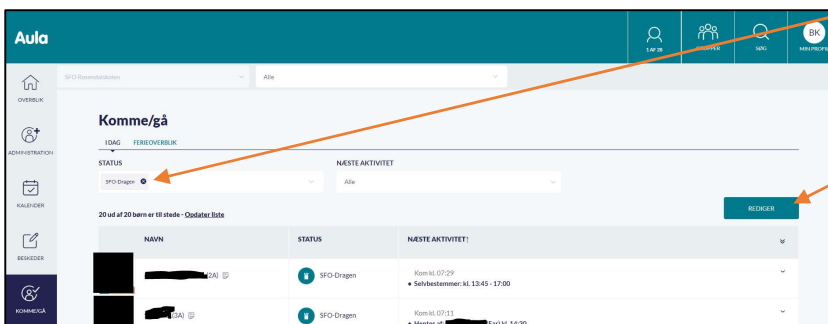 Aula
1 AF 28
GRUPPER
SØG
BK
MIN PROFIL
OVERBLIK
ADMINISTRATION
KALENDER
BESKEDER
KOMME/GÅ
Alle
Komme/gå
I DAG FERIEOVERBLIK
STATUS NÆSTE AKTIVITET
SFO-Dragen Alle
20 ud af 20 børn er til stede - Opdater liste
REDIGER
NAVN STATUS NÆSTE AKTIVITET↑
(2A) SFO-Dragen Kom kl. 07:29
• Selvbestemmer: kl. 13:45 - 17:00
(3A) SFO-Dragen Kom kl. 07:11
• Hentes af: (Far) kl. 14:30